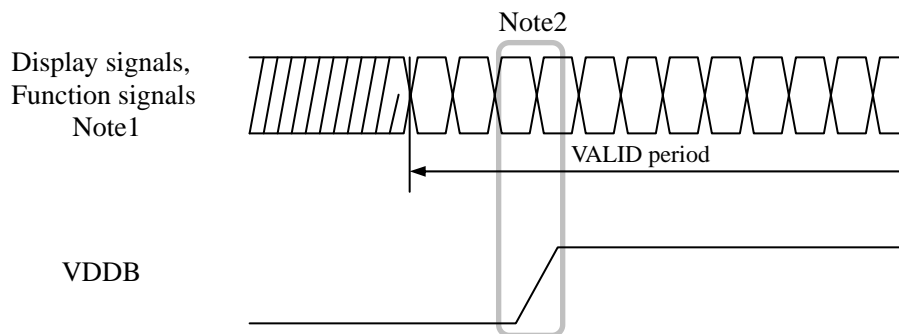 Note2
Display signals,
Function signals
Note1
VALID period
VDDB